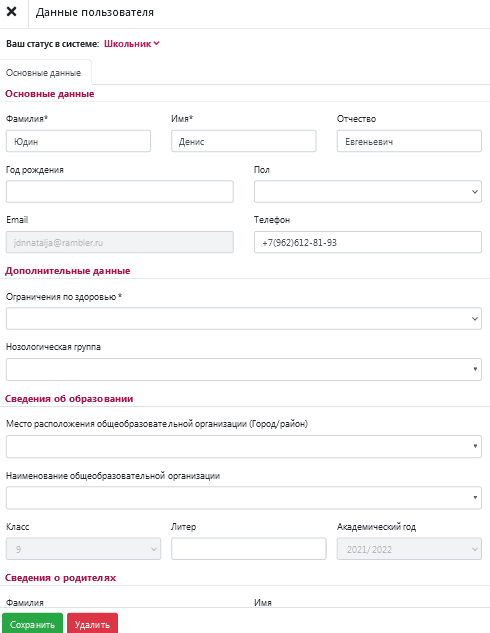 Данные пользователя
Ваш статус в системе: Школьник
Основные данные
Основные данные
Фамилия* Имя* Отчество
Юдин Денис Евгеньевич
Год рождения Пол
Email Телефон
jdnnatalja@rambler.ru +7(962)612-81-93
Дополнительные данные
Ограничения по здоровью *
Нозологическая группа
Сведения об образовании
Место расположения общеобразовательной организации (Город/район)
Наименование общеобразовательной организации
Класс Литер Академический год
9 2021/2022
Сведения о родителях
Фамилия Имя
Сохранить Удалить